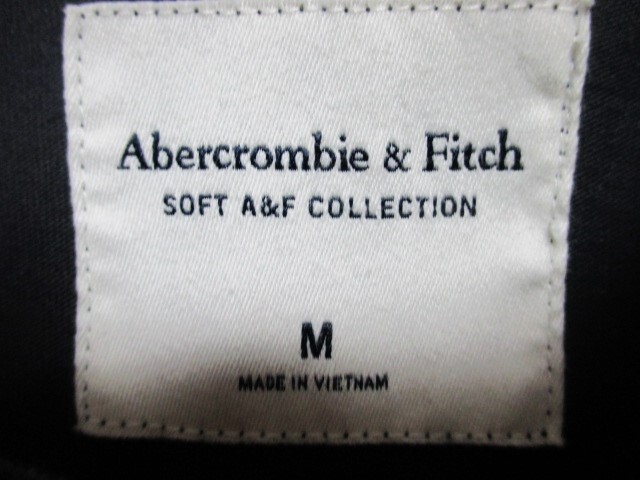 Abercrombie & Fitch
SOFT A&F COLLECTION
M
MADE IN VIETNAM